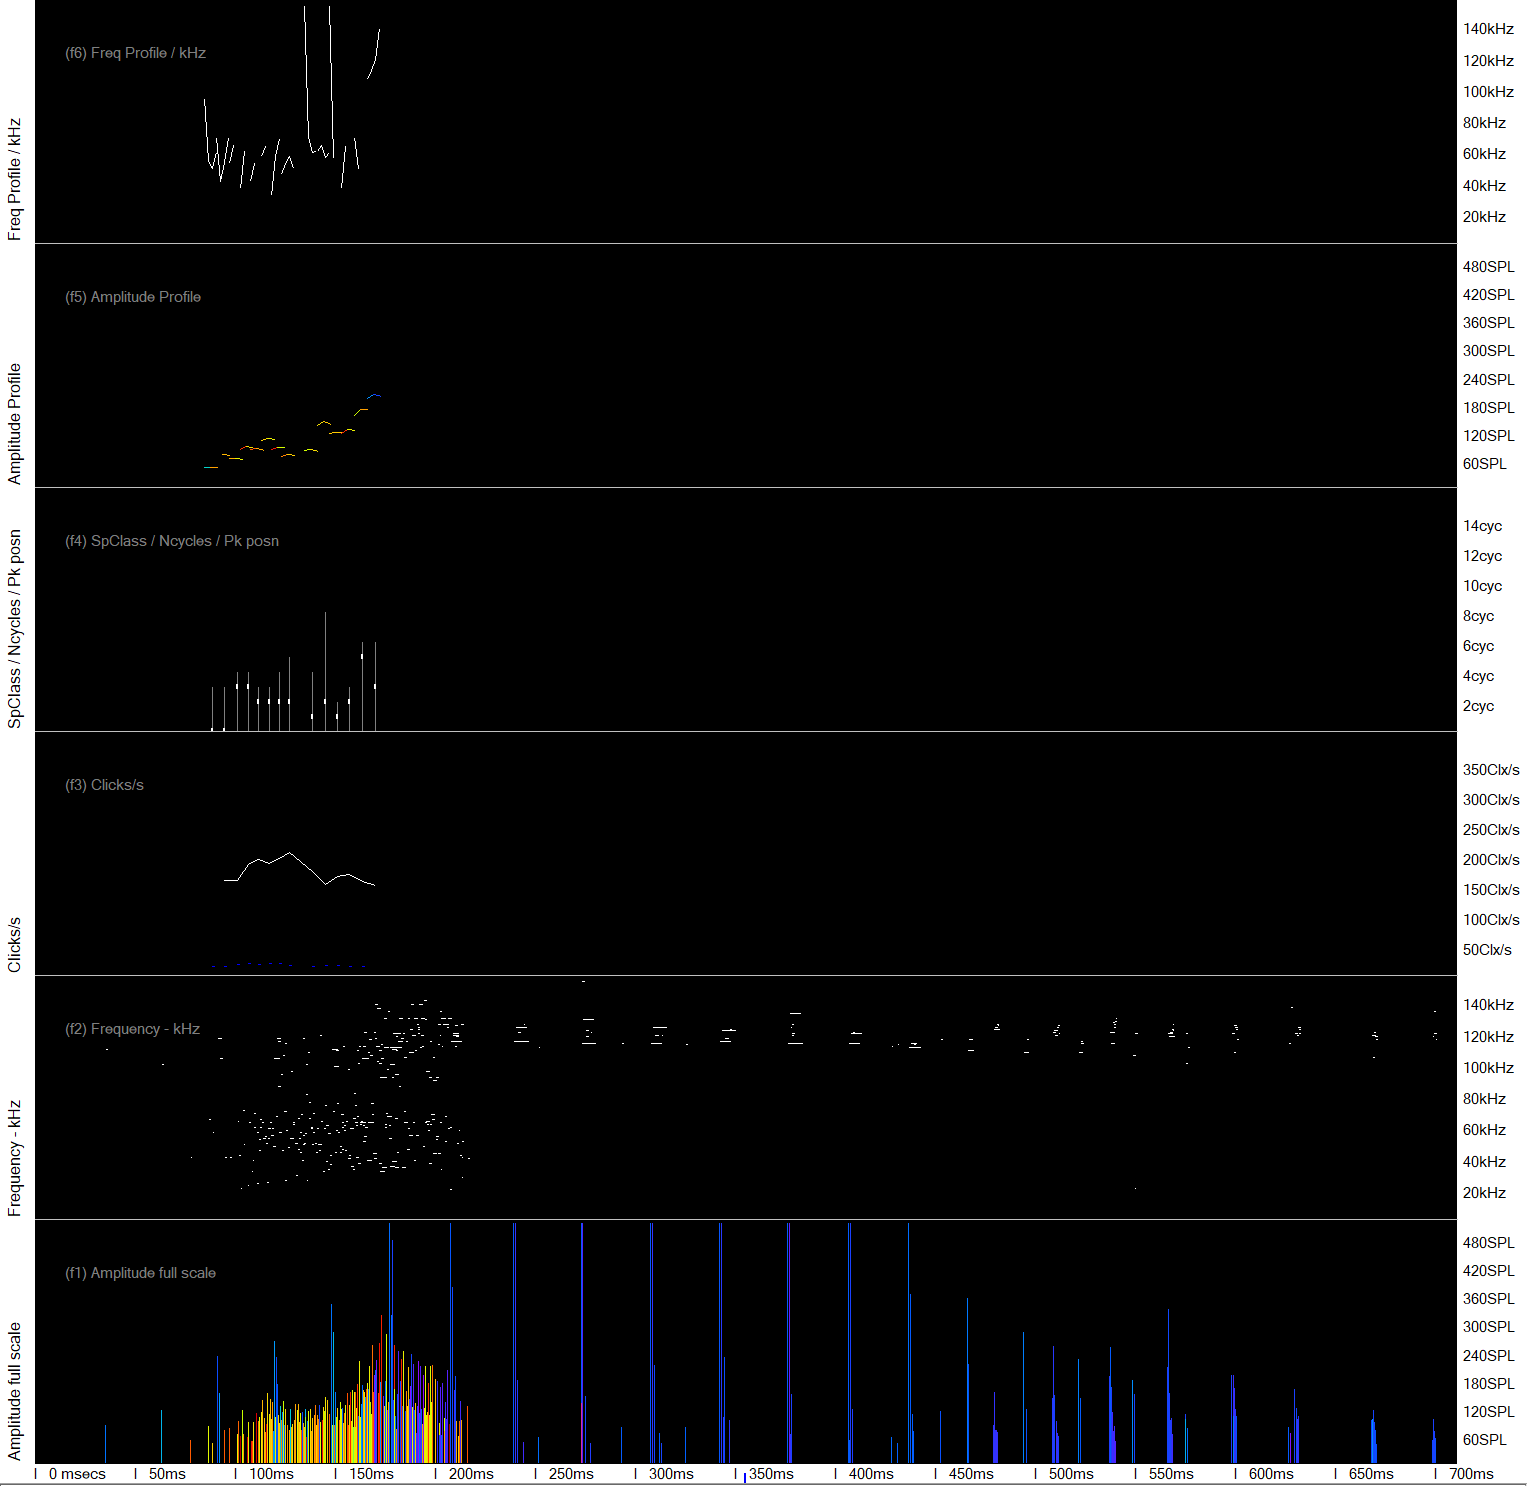 Freq Profile / kHz
(f6) Freq Profile / kHz
140kHz
120kHz
100kHz
80kHz
60kHz
40kHz
20kHz
Amplitude Profile
(f5) Amplitude Profile
480SPL
420SPL
360SPL
300SPL
240SPL
180SPL
120SPL
60SPL
SpClass / Ncycles / Pk posn
(f4) SpClass / Ncycles / Pk posn
14cyc
12cyc
10cyc
8cyc
6cyc
4cyc
2cyc
Clicks/s
(f3) Clicks/s
350Clx/s
300Clx/s
250Clx/s
200Clx/s
150Clx/s
100Clx/s
50Clx/s
Frequency - kHz
(f2) Frequency - kHz
140kHz
120kHz
100kHz
80kHz
60kHz
40kHz
20kHz
Amplitude full scale
(f1) Amplitude full scale
480SPL
420SPL
360SPL
300SPL
240SPL
180SPL
120SPL
60SPL
0 msecs 50ms 100ms 150ms 200ms 250ms 300ms 350ms 400ms 450ms 500ms 550ms 600ms 650ms 700ms